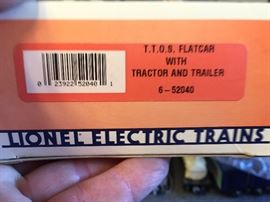 T.T.O.S. FLATCAR
WITH
TRACTOR AND TRAILER
6-52040
0 23922 52040 1
LIONEL ELECTRIC TRAINS